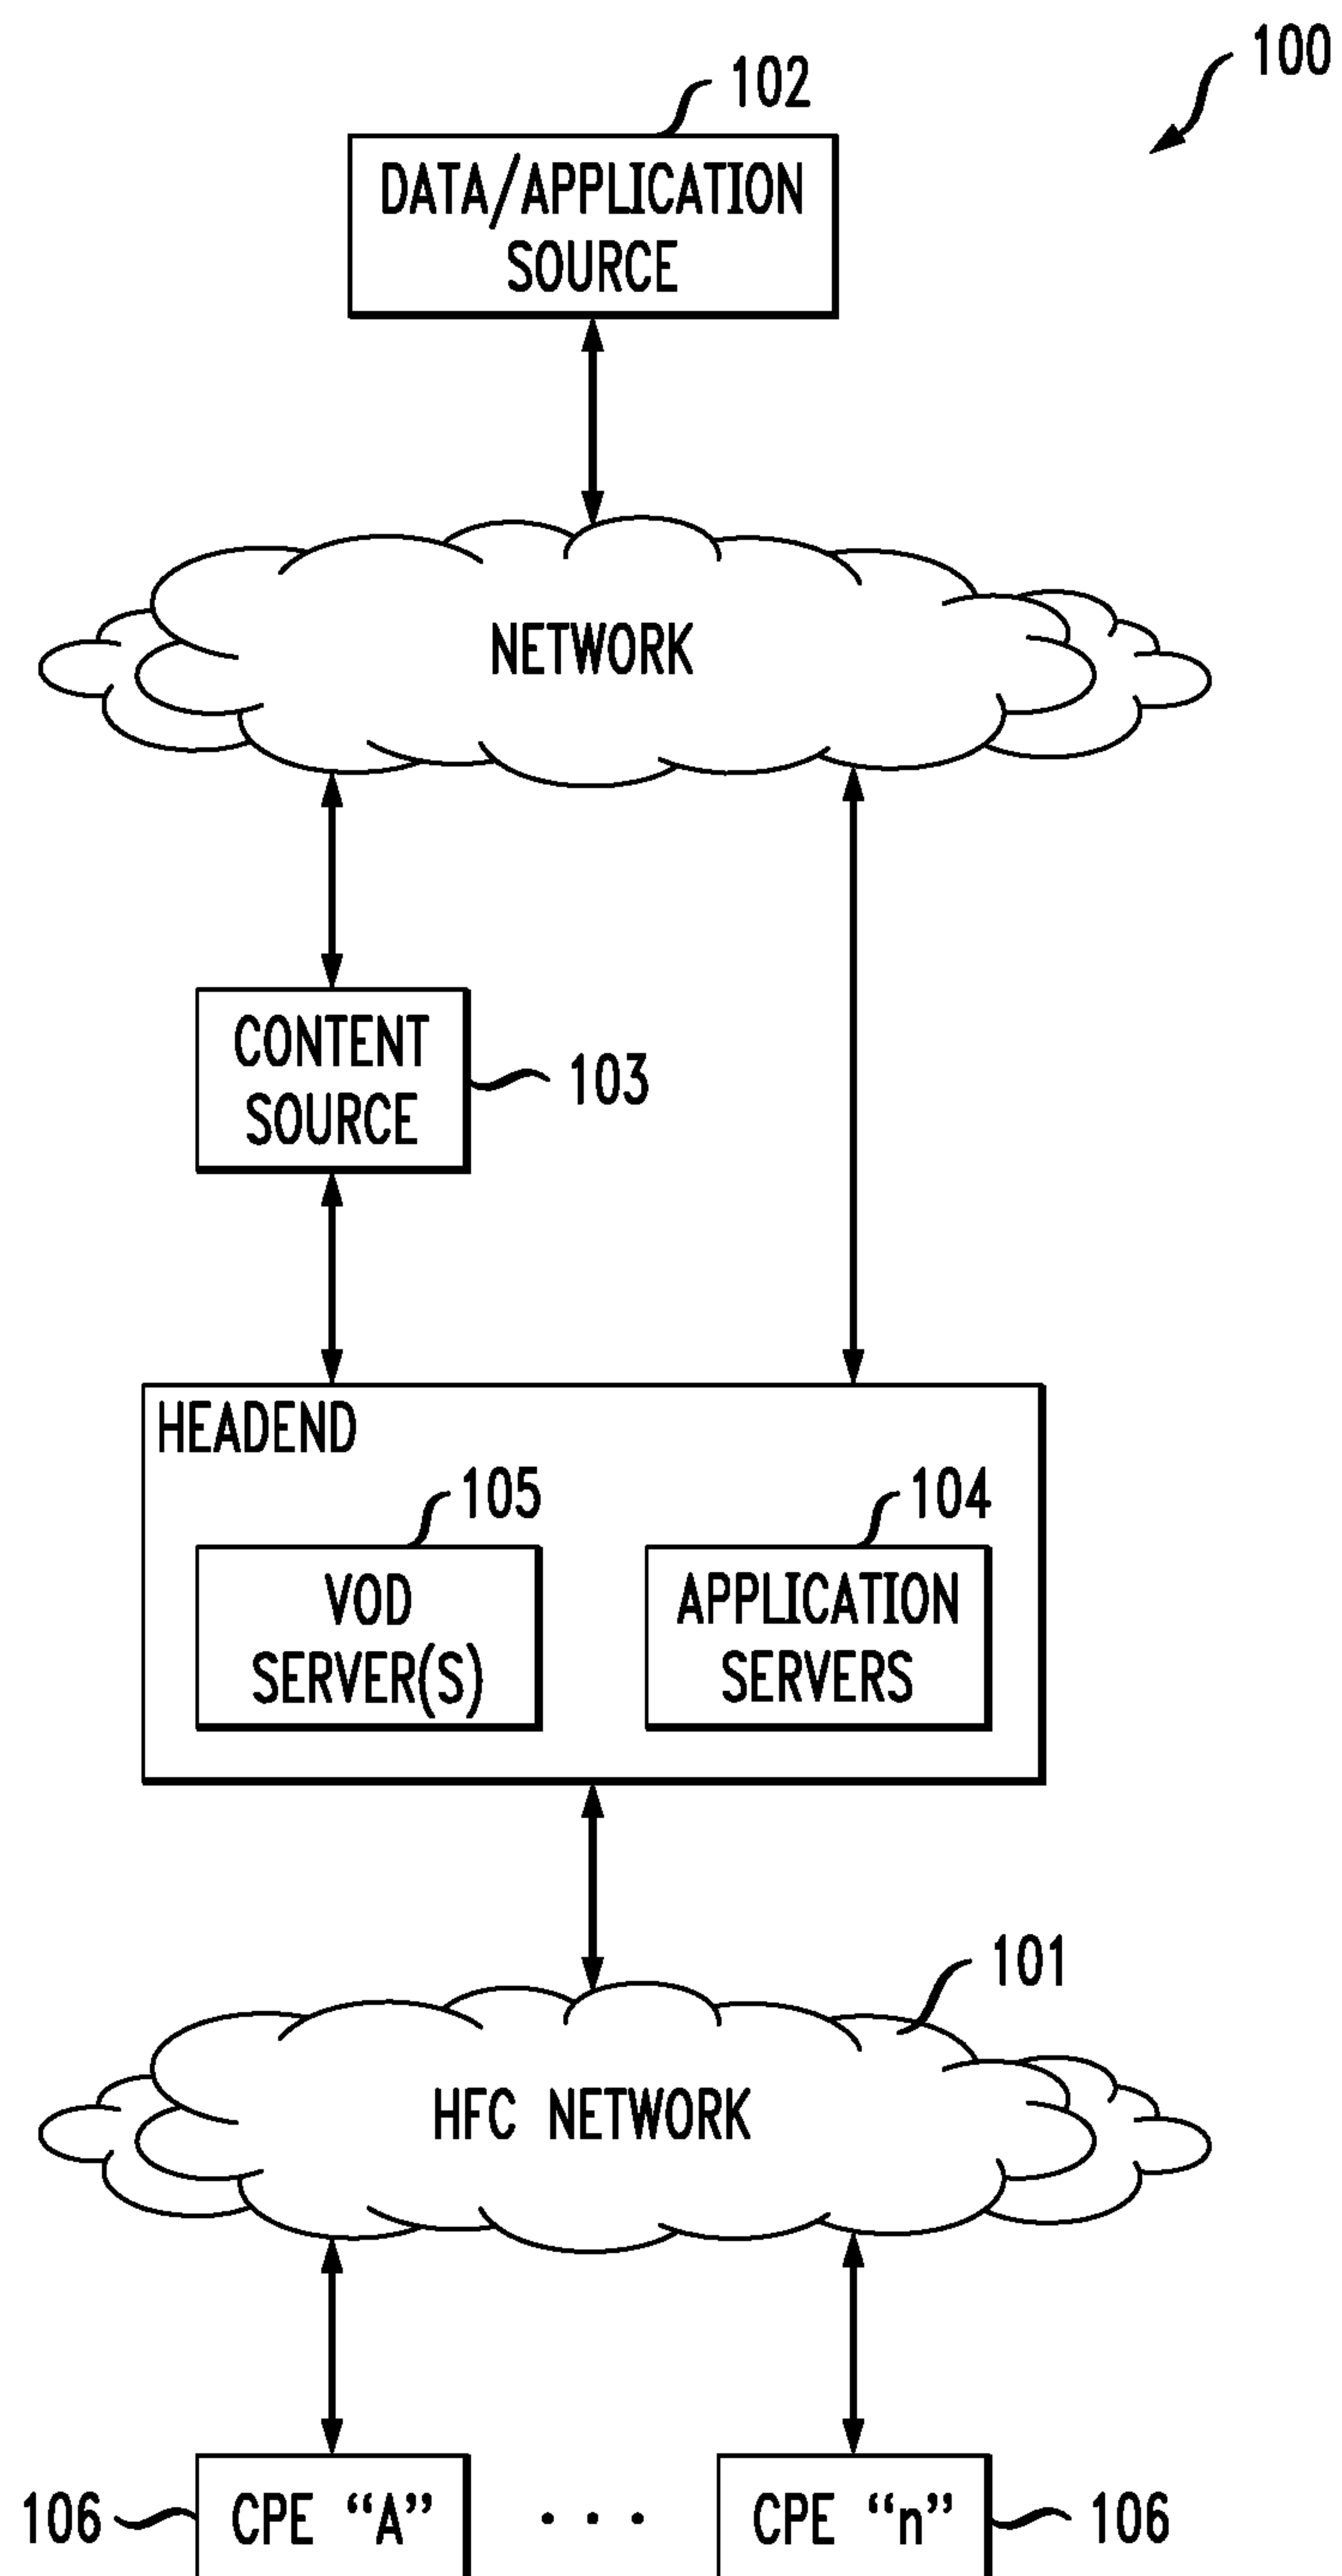 100
102
DATA/APPLICATION
SOURCE
NETWORK
CONTENT
SOURCE
103
HEADEND
105
104
VOD
SERVER(S)
APPLICATION
SERVERS
101
HFC NETWORK
106
CPE “A”
. . .
CPE “n”
106